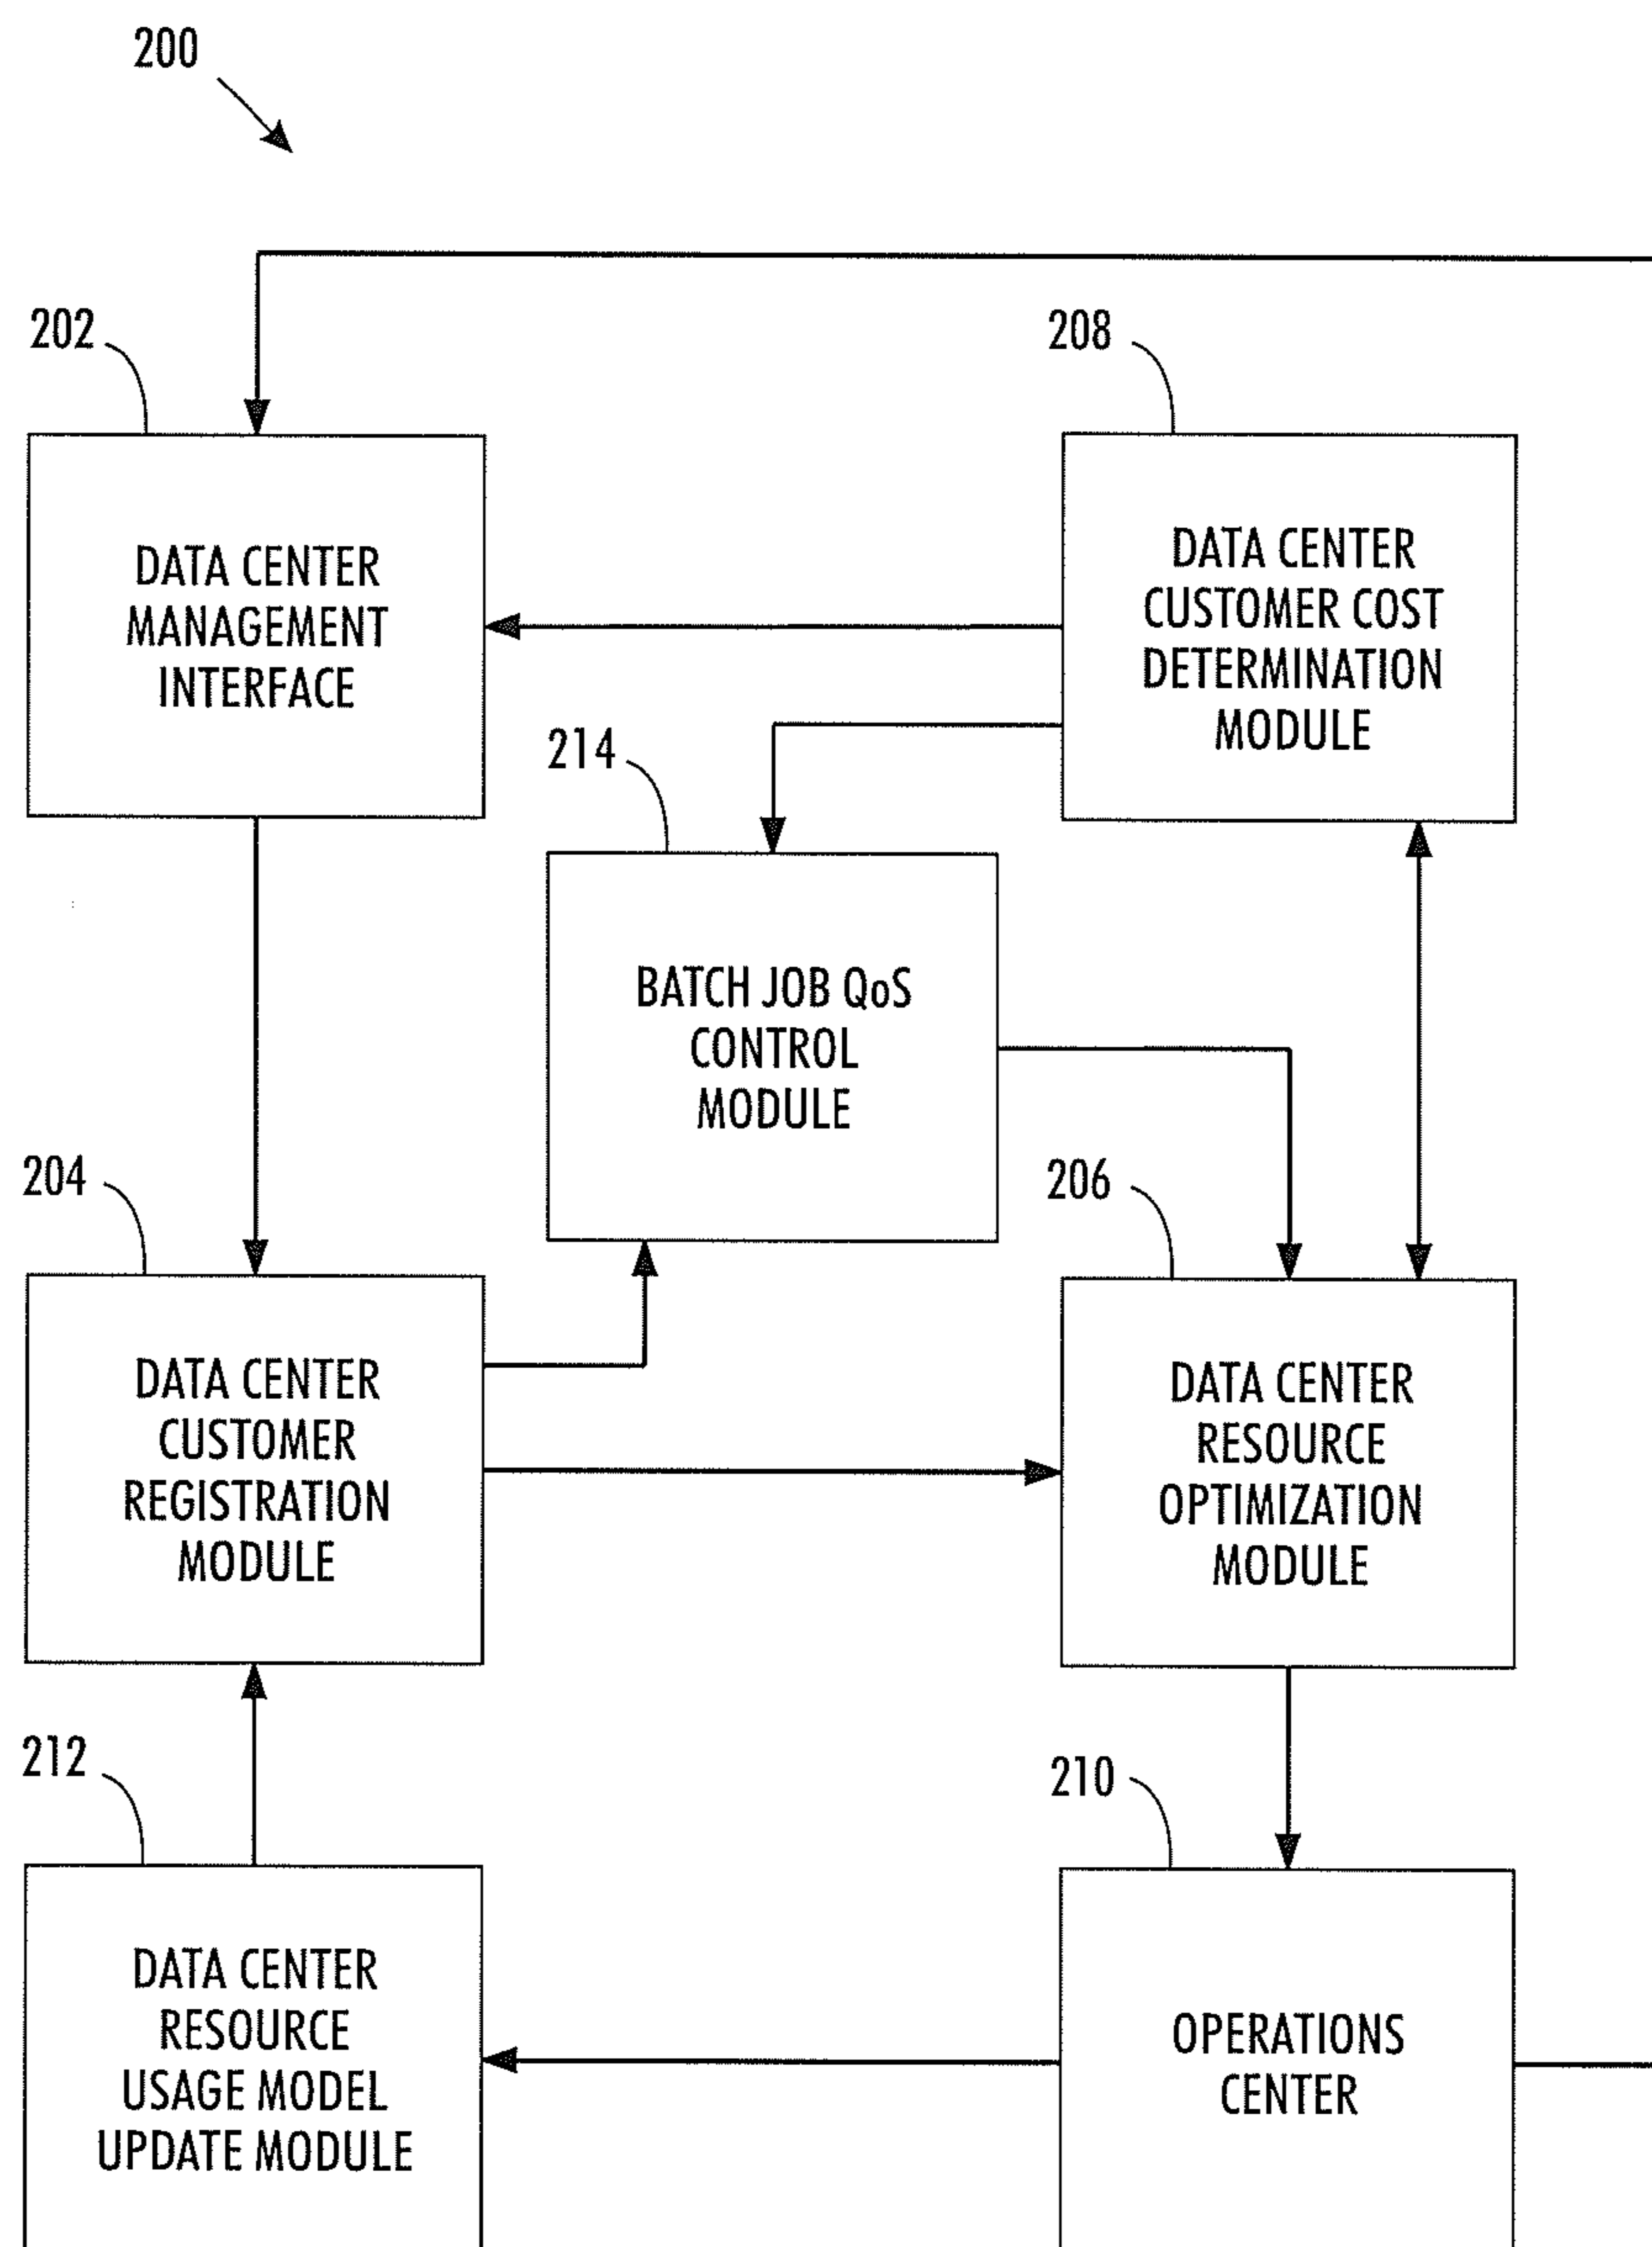 200
202
208
DATA CENTER
MANAGEMENT
INTERFACE
DATA CENTER
CUSTOMER COST
DETERMINATION
MODULE
214
BATCH JOB QoS
CONTROL
MODULE
204
206
DATA CENTER
CUSTOMER
REGISTRATION
MODULE
DATA CENTER
RESOURCE
OPTIMIZATION
MODULE
212
210
DATA CENTER
RESOURCE
USAGE MODEL
UPDATE MODULE
OPERATIONS
CENTER